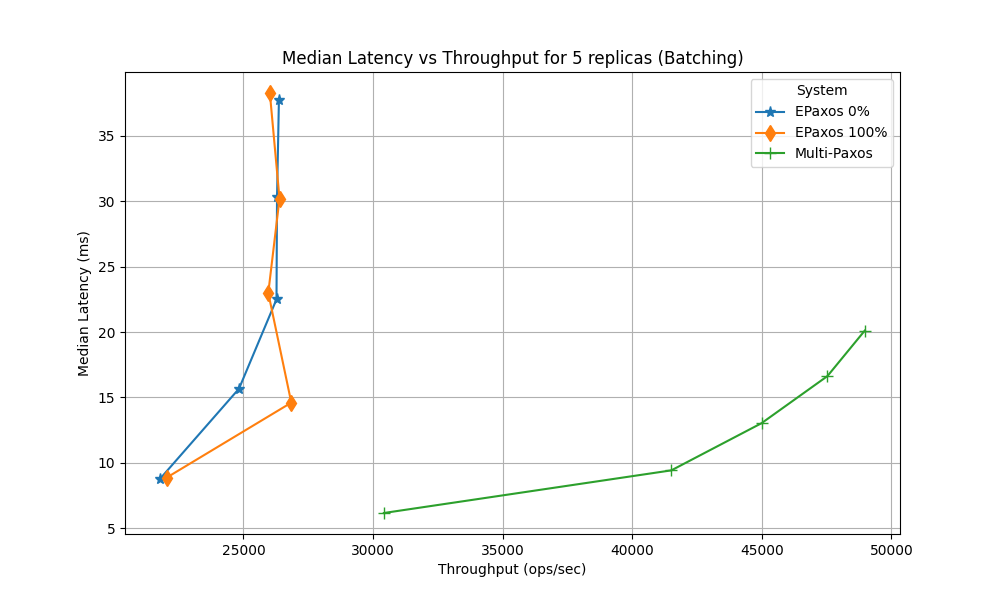 Median Latency vs Throughput for 5 replicas (Batching)
System
EPaxos 0%
EPaxos 100%
Multi-Paxos
Median Latency (ms)
35
30
25
20
15
10
5
25000
30000
35000
40000
45000
50000
Throughput (ops/sec)